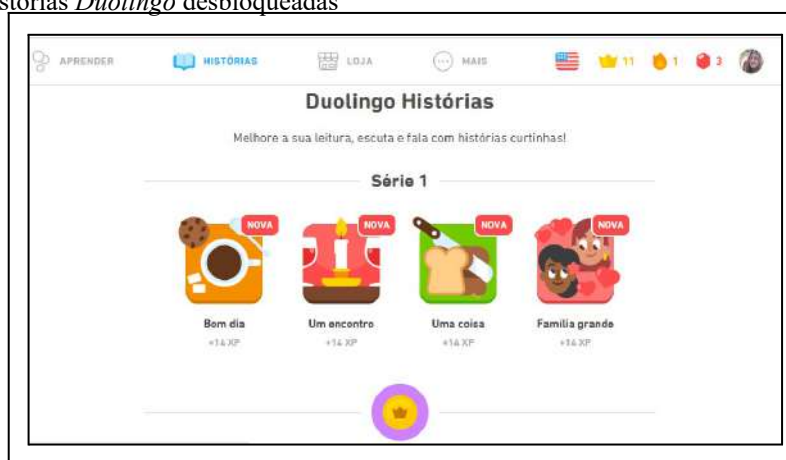 stórias Duolingo desbloqueadas
APRENDER HISTÓRIAS LOJA MAIS 11 1 3
Duolingo Histórias
Melhore a sua leitura, escuta e fala com histórias curtinhas!
Série 1
NOVA NOVA NOVA NOVA
Bom dia Um encontro Uma coisa Família grande
+14 XP +14 XP +14 XP +14 XP